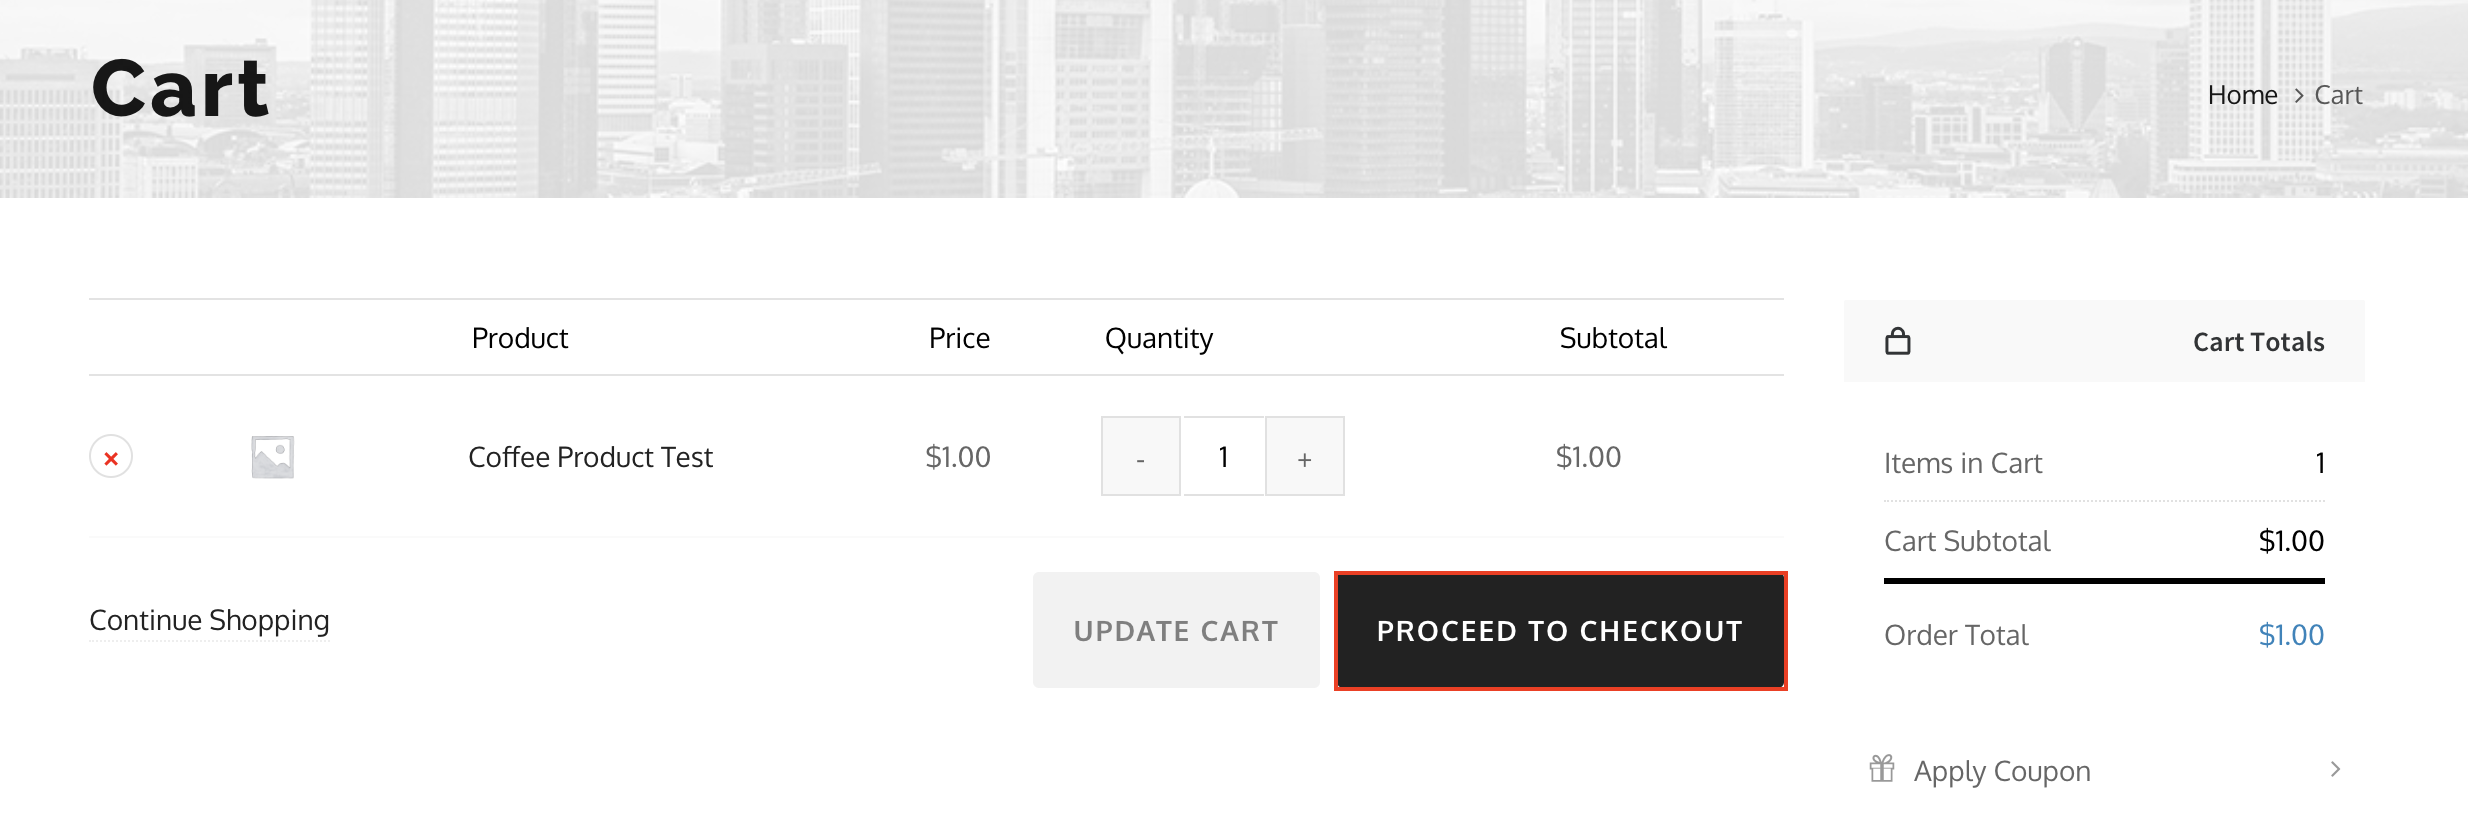 Cart
Home > Cart
Product Price Quantity Subtotal
Cart Totals
Coffee Product Test $1.00 - 1 + $1.00
Items in Cart 1
Cart Subtotal $1.00
Continue Shopping UPDATE CART PROCEED TO CHECKOUT
Order Total $1.00
Apply Coupon